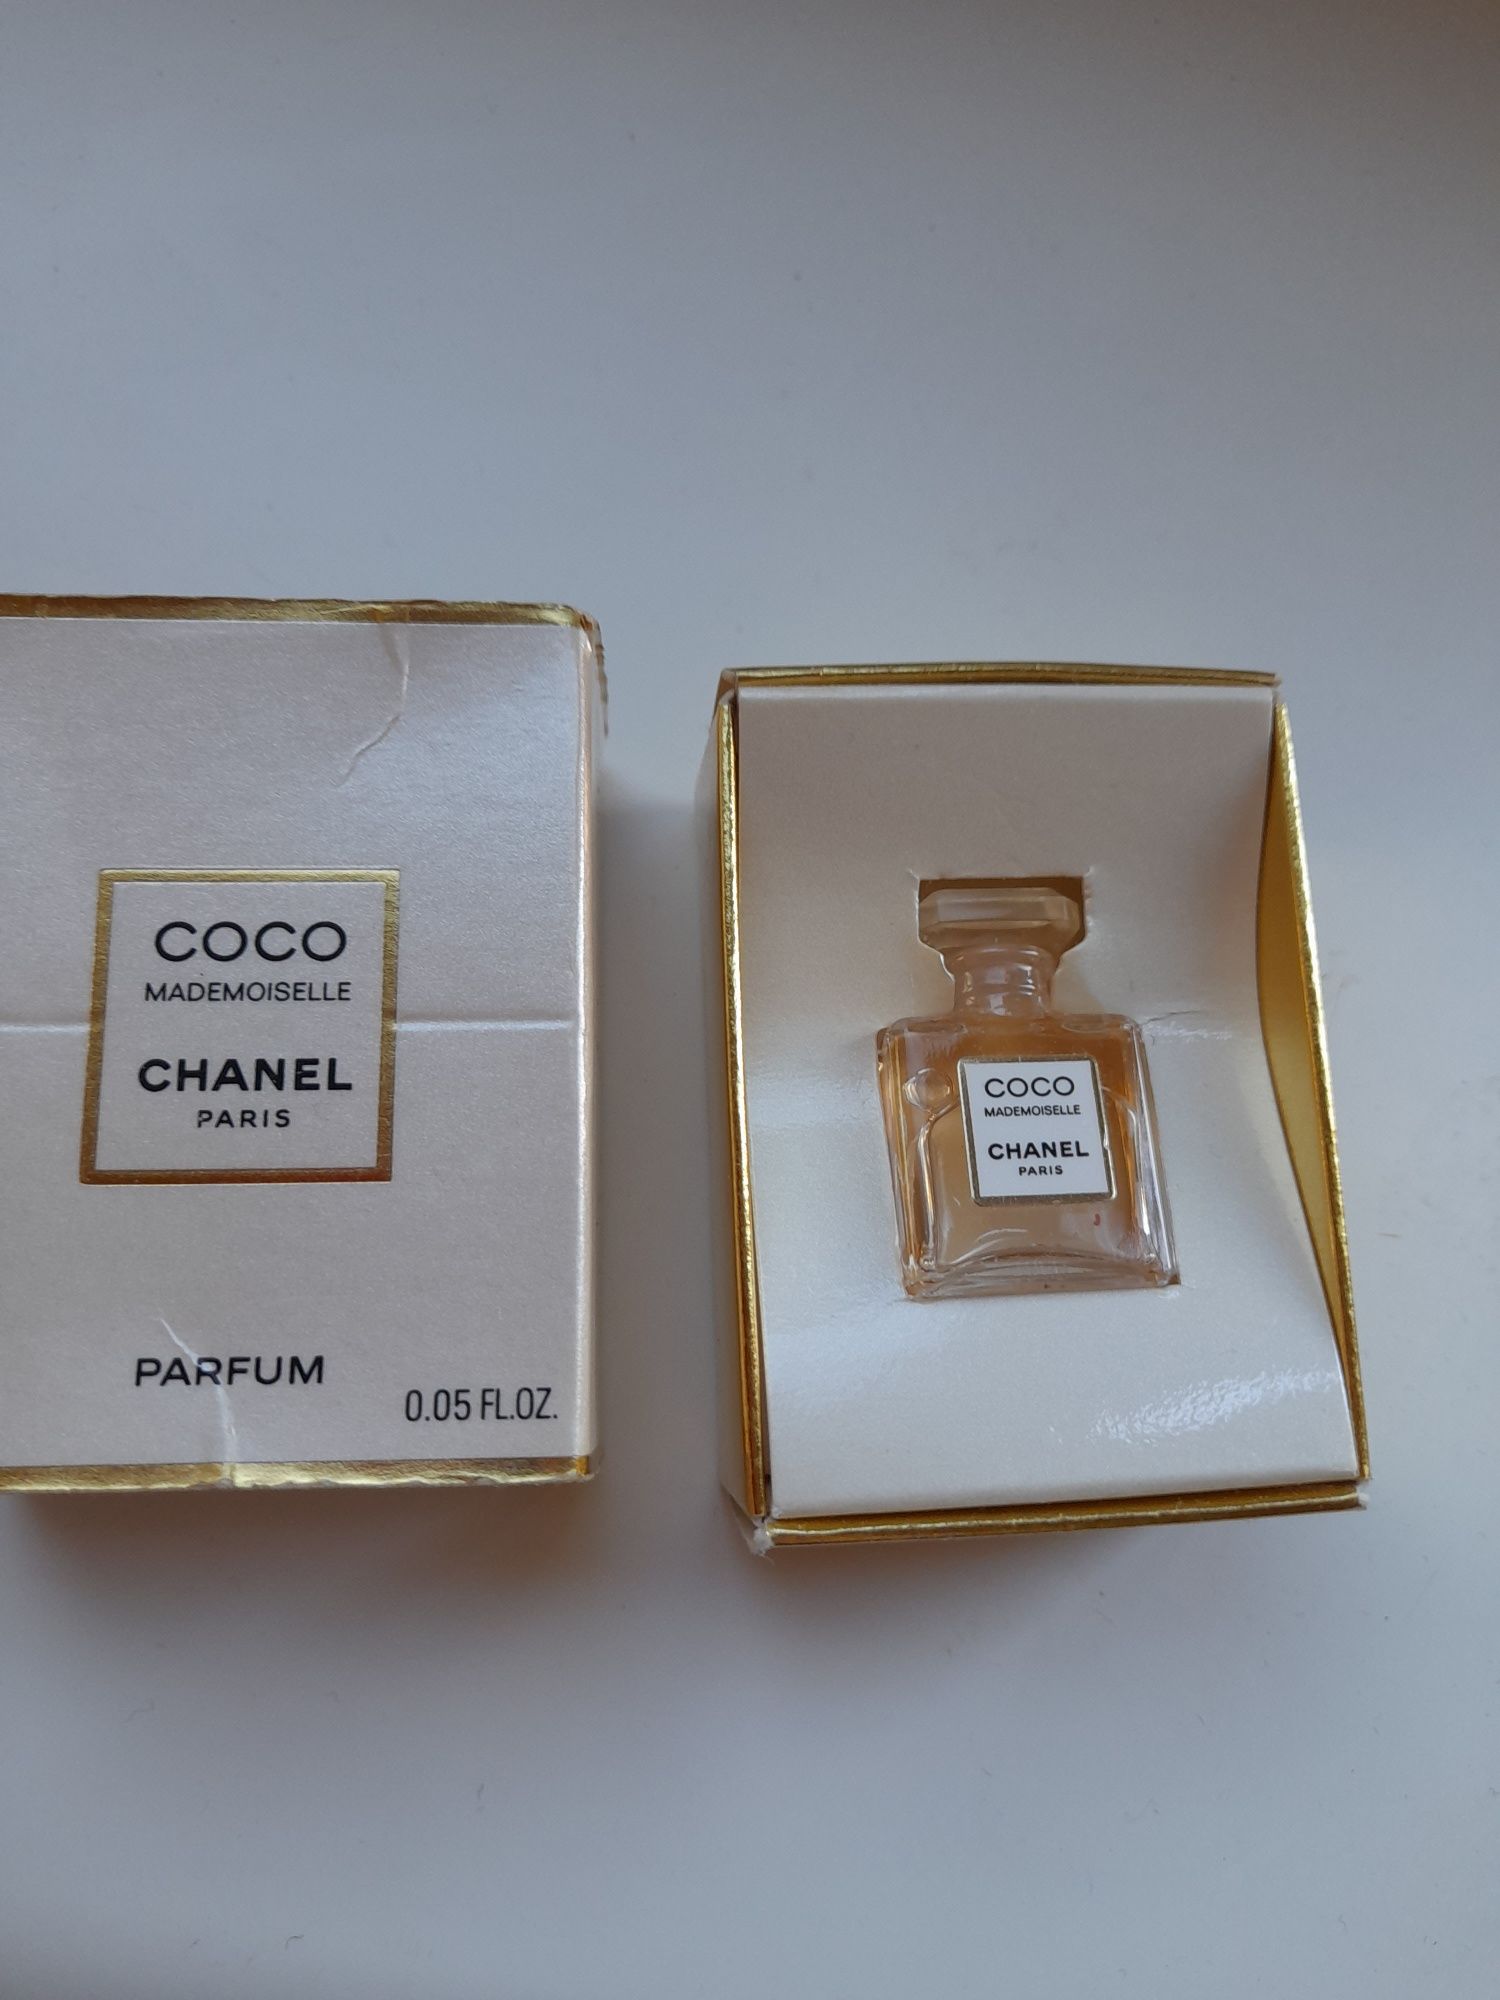 COCO
MADEMOISELLE
CHANEL
PARIS
PARFUM
0.05 FL.OZ.
COCO
MADEMOISELLE
CHANEL
PARIS